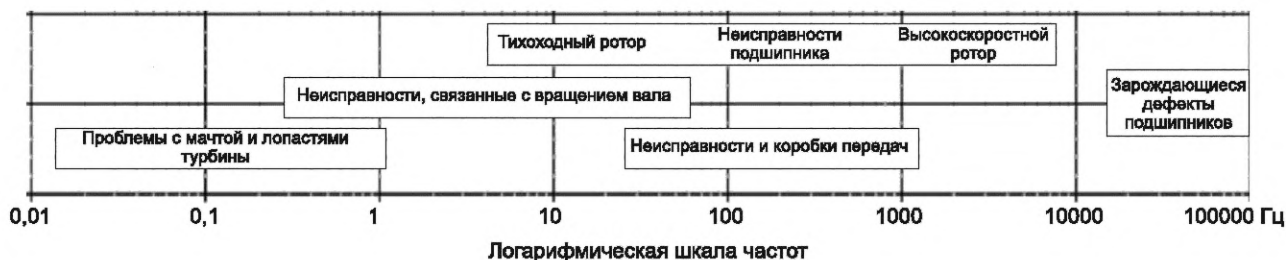 Тихоходный ротор
Неисправности
подшипника
Высокоскоростной
ротор
Зарождающиеся
дефекты
подшипников
Неисправности, связанные с вращением вала
Проблемы с мачтой и лопастями
турбины
Неисправности и коробки передач
0,01 0,1 1 10 100 1000 10000 100000 Гц
Логарифмическая шкала частот